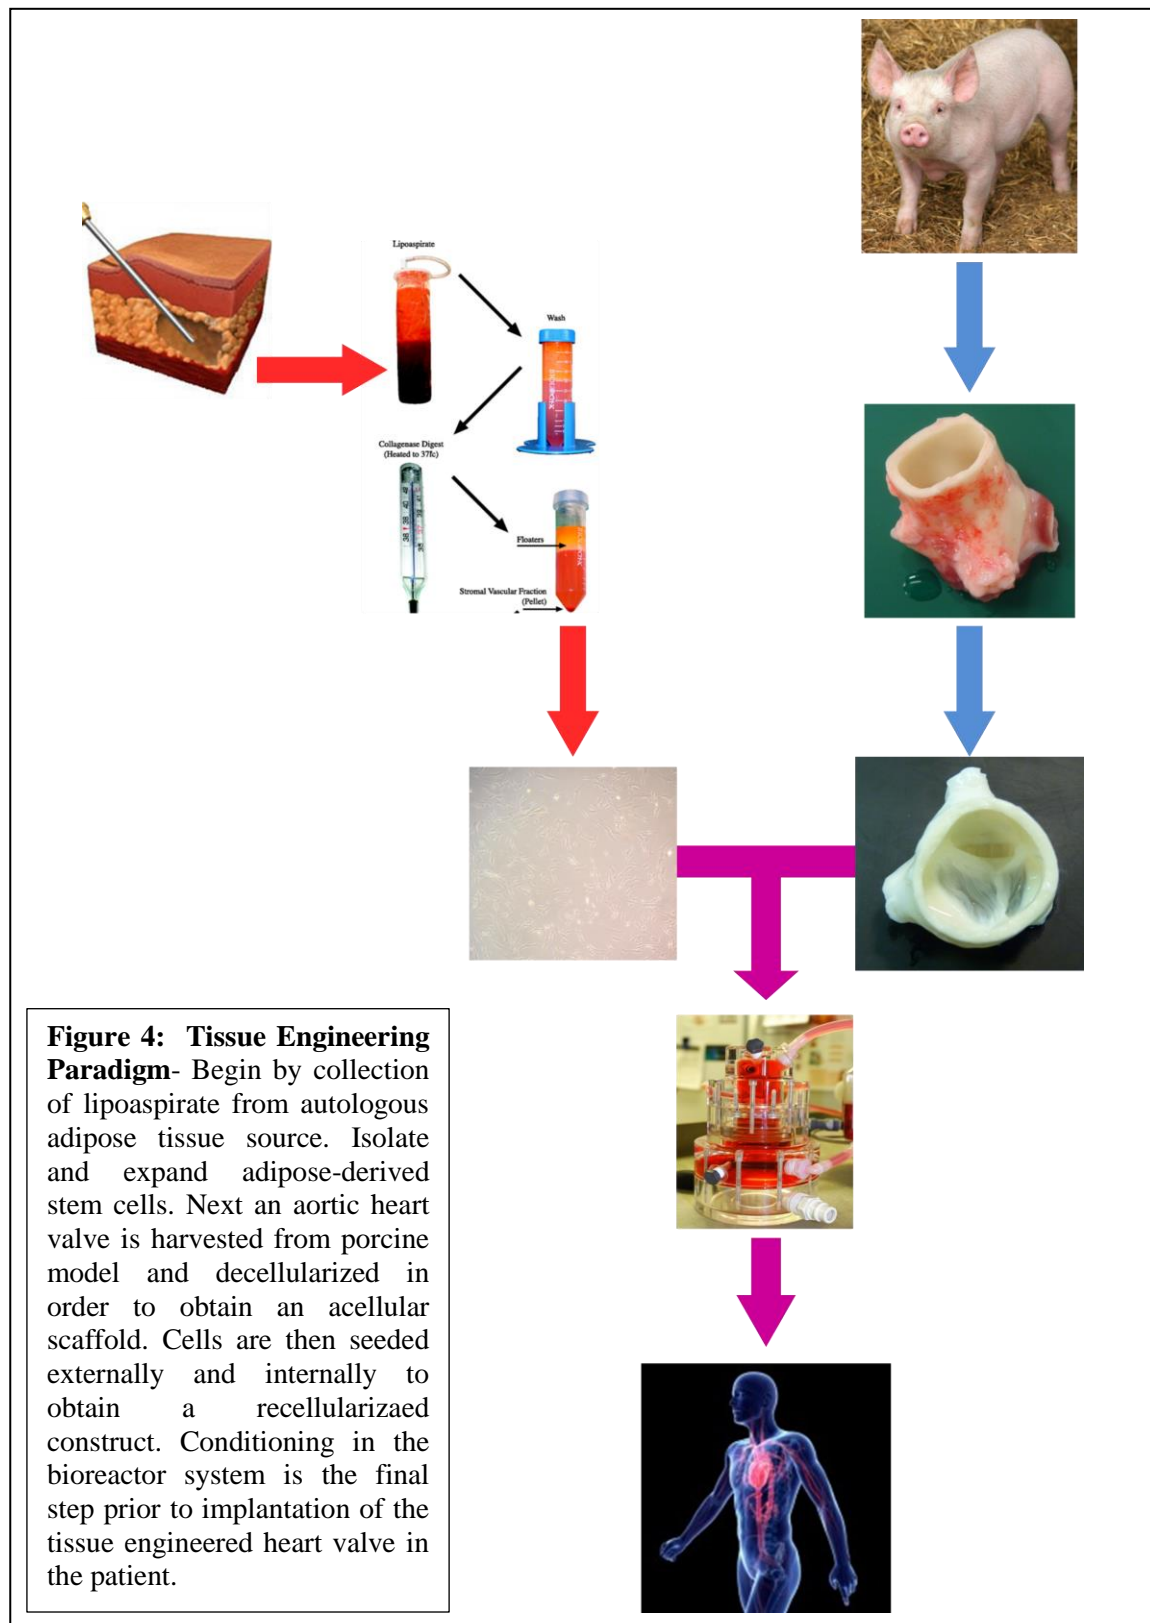 Lipoaspirate
Wash
Collagenase Digest
(Heated to 37fc)
Floaters
Stromal Vascular Fraction
(Pellet)
Figure 4: Tissue Engineering
Paradigm- Begin by collection
of lipoaspirate from autologous
adipose tissue source. Isolate
and expand adipose-derived
stem cells. Next an aortic heart
valve is harvested from porcine
model and decellularized in
order to obtain an acellular
scaffold. Cells are then seeded
externally and internally to
obtain a recellularizaed
construct. Conditioning in the
bioreactor system is the final
step prior to implantation of the
tissue engineered heart valve in
the patient.